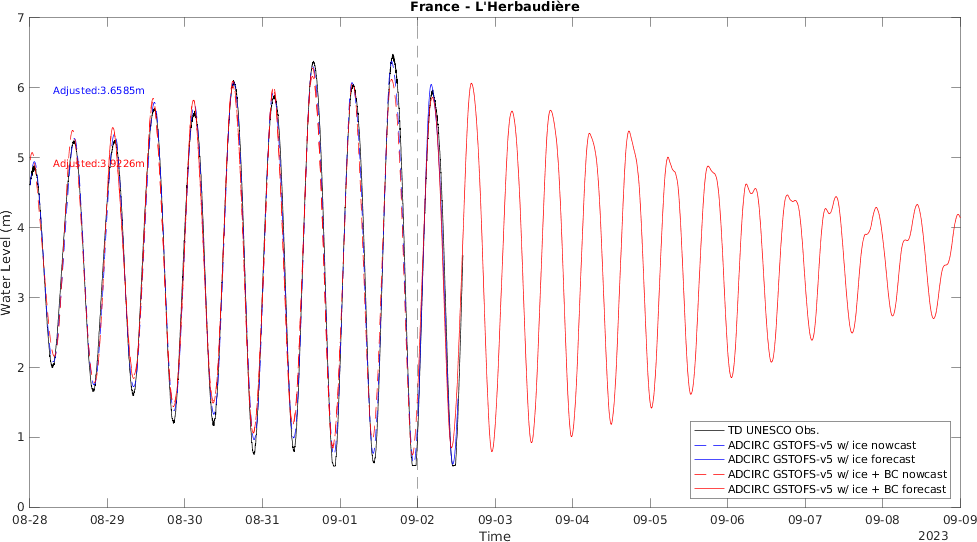 France - L'Herbaudière
7
6
5
4
3
2
1
0
Water Level (m)
Adjusted:3.6585m
TD UNESCO Obs.
ADCIRC GSTOFS-v5 w/ ice nowcast
ADCIRC GSTOFS-v5 w/ ice forecast
ADCIRC GSTOFS-v5 w/ ice + BC nowcast
ADCIRC GSTOFS-v5 w/ ice + BC forecast
08-28 08-29 08-30 08-31 09-01 09-02 09-03 09-04 09-05 09-06 09-07 09-08 09-09
Time
2023